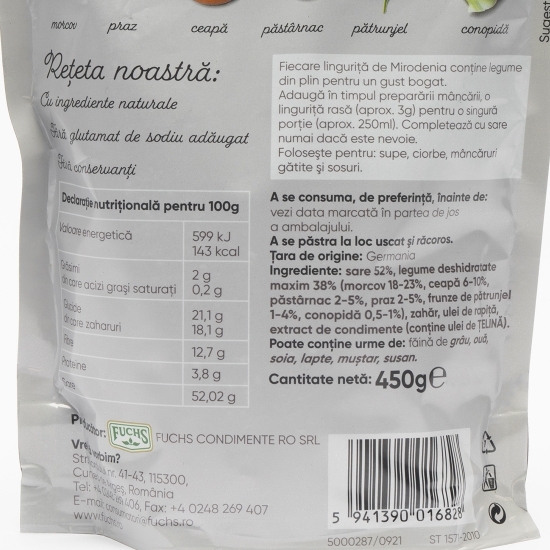 morcov praz ceapă păstârnac pătrunjel conopidă
Rețeta noastră:
Cu ingrediente naturale
Fără glutamat de sodiu adăugat
Fără conservanți
Fiecare linguriță de Mirodenia conține legume
din plin pentru un gust bogat.
Adaugă în timpul preparării mâncării, o
linguriță rasă (aprox. 3g) pentru o singură
porție (aprox. 250ml). Completează cu sare
numai dacă este nevoie.
Folosește pentru: supe, ciorbe, mâncăruri
gătite și sosuri.
Declarație nutrițională pentru 100g
Valoare energetică 599 kJ
143 kcal
Grăsimi 2 g
din care acizi grași saturați 0,2 g
Glucide 21,1 g
din care zaharuri 18,1 g
Fibre 12,7 g
Proteine 3,8 g
Sare 52,02 g
A se consuma, de preferință, înainte de:
vezi data marcată în partea de jos
a ambalajului.
A se păstra la loc uscat și răcoros.
Țara de origine: Germania
Ingrediente: sare 52%, legume deshidratate
maxim 38% (morcov 18-23%, ceapă 6-10%,
păstârnac 2-5%, praz 2-5%, frunze de pătrunjel
1-4%, conopidă 0,5-1%), zahăr, ulei de rapiță,
extract de condimente (conține ulei de ȚELINĂ).
Poate conține urme de: făină de grâu, ouă,
soia, lapte, muștar, susan.
Cantitate netă: 450g e
Producător: FUCHS FUCHS CONDIMENTE RO SRL
nr. 41-43, 115300,
România
Fax: +4 0248 269 407
5 941390 016828
5000287/0921 ST 157-2010